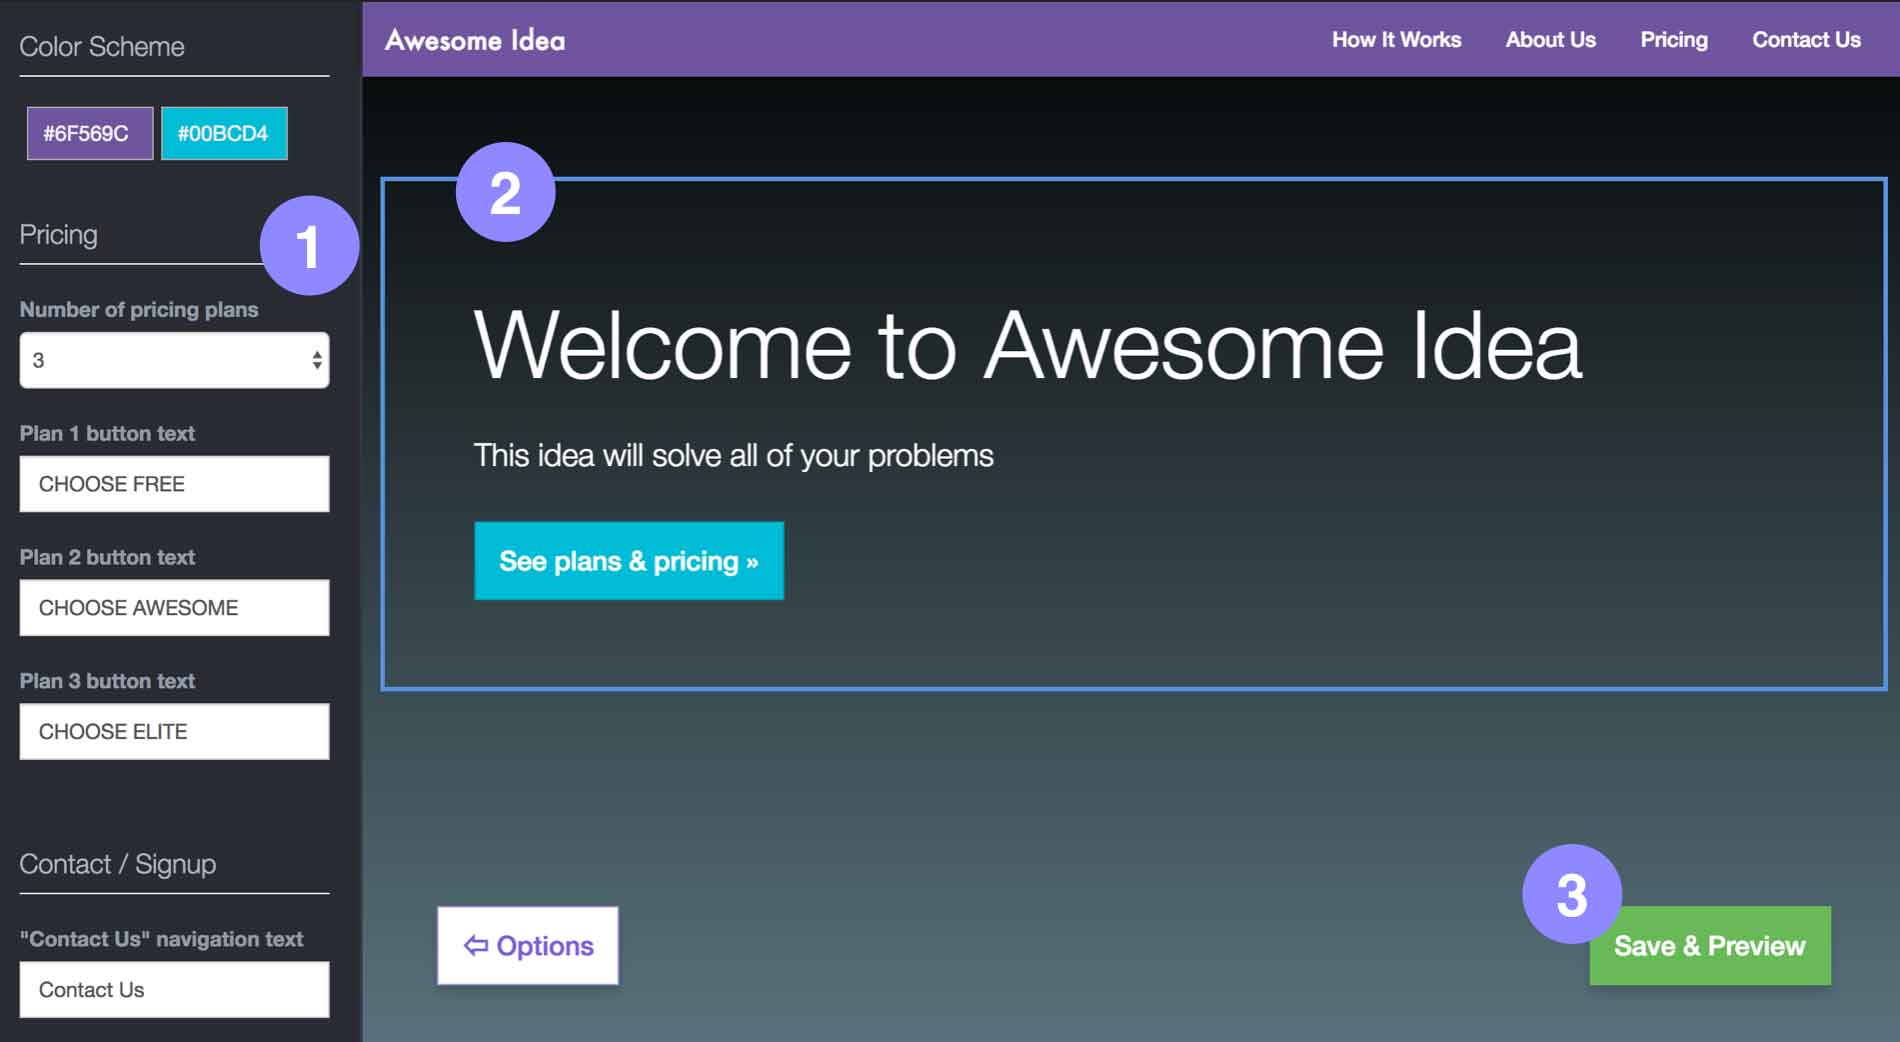 Color Scheme
#6F569C #00BCD4
Pricing
1
Number of pricing plans
3
Plan 1 button text
CHOOSE FREE
Plan 2 button text
CHOOSE AWESOME
Plan 3 button text
CHOOSE ELITE
Contact / Signup
"Contact Us" navigation text
Contact Us
Awesome Idea
How It Works About Us Pricing Contact Us
2
Welcome to Awesome Idea
This idea will solve all of your problems
See plans & pricing »
⇦ Options
3
Save & Preview